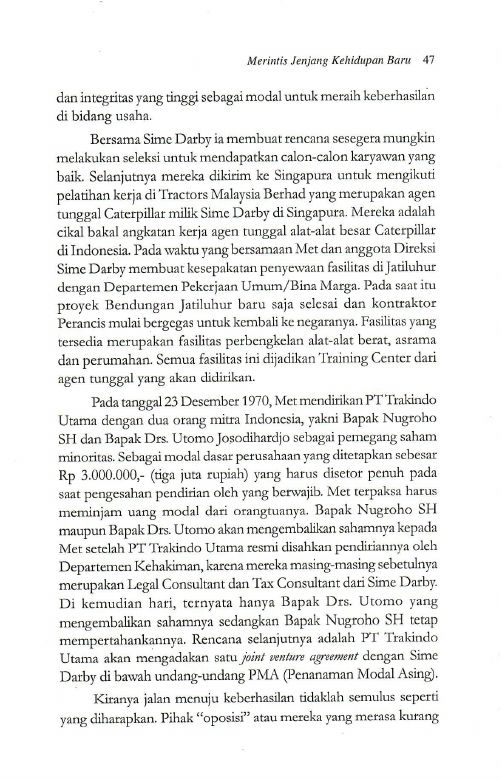 Merintis Jenjang Kehidupan Baru 47
dan integritas yang tinggi sebagai modal untuk meraih keberhasilan
di bidang usaha.
Bersama Sime Darby ia membuat rencana sesegera mungkin
melakukan seleksi untuk mendapatkan calon-calon karyawan yang
baik. Selanjutnya mereka dikirim ke Singapura untuk mengikuti
pelatihan kerja di Tractors Malaysia Berhad yang merupakan agen
tunggal Caterpillar milik Sime Darby di Singapura. Mereka adalah
cikal bakal angkatan kerja agen tunggal alat-alat besar Caterpillar
di Indonesia. Pada waktu yang bersamaan Met dan anggota Direksi
Sime Darby membuat kesepakatan penyewaan fasilitas di Jatiluhur
dengan Departemen Pekerjaan Umum/Bina Marga. Pada saat itu
proyek Bendungan Jatiluhur baru saja selesai dan kontraktor
Perancis mulai bergegas untuk kembali ke negaranya. Fasilitas yang
tersedia merupakan fasilitas perbengkelan alat-alat berat, asrama
dan perumahan. Semua fasilitas ini dijadikan Training Center dari
agen tunggal yang akan didirikan.
Pada tanggal 23 Desember 1970, Met mendirikan PT Trakindo
Utama dengan dua orang mitra Indonesia, yakni Bapak Nugroho
SH dan Bapak Drs. Utomo Josodihardjo sebagai pemegang saham
minoritas. Sebagai modal dasar perusahaan yang ditetapkan sebesar
Rp 3.000.000,- (tiga juta rupiah) yang harus disetor penuh pada
saat pengesahan pendirian oleh yang berwajib. Met terpaksa harus
meminjam uang modal dari orangtuanya. Bapak Nugroho SH
maupun Bapak Drs. Utomo akan mengembalikan sahamnya kepada
Met setelah PT Trakindo Utama resmi disahkan pendiriannya oleh
Departemen Kehakiman, karena mereka masing-masing sebetulnya
merupakan Legal Consultant dan Tax Consultant dari Sime Darby.
Di kemudian hari, ternyata hanya Bapak Drs. Utomo yang
mengembalikan sahamnya sedangkan Bapak Nugroho SH tetap
mempertahankannya. Rencana selanjutnya adalah PT Trakindo
Utama akan mengadakan satu joint venture agreement dengan Sime
Darby di bawah undang-undang PMA (Penanaman Modal Asing).
Kiranya jalan menuju keberhasilan tidaklah semulus seperti
yang diharapkan. Pihak “oposisi” atau mereka yang merasa kurang